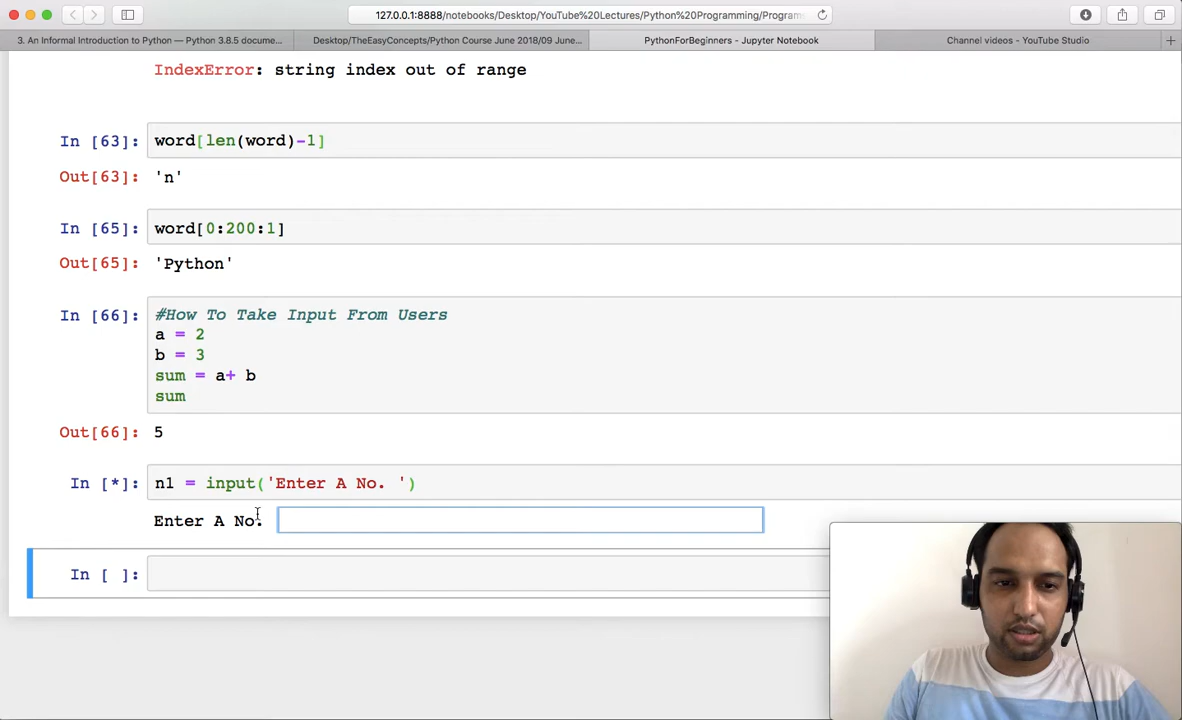 127.0.0.1:8888/notebooks/Desktop/YouTube%20Lectures/Python%20Programming/Programm
3. An Informal Introduction to Python — Python 3.8.5 docume...
Desktop/TheEasyConcepts/Python Course June 2018/09 June...
PythonForBeginners - Jupyter Notebook
Channel videos - YouTube Studio
IndexError: string index out of range
In [63]: word[len(word)-1]
Out[63]: 'n'
In [65]: word[0:200:1]
Out[65]: 'Python'
In [66]: #How To Take Input From Users
a = 2
b = 3
sum = a+ b
sum
Out[66]: 5
In [*]: n1 = input('Enter A No. ')
Enter A No.
In [ ]: